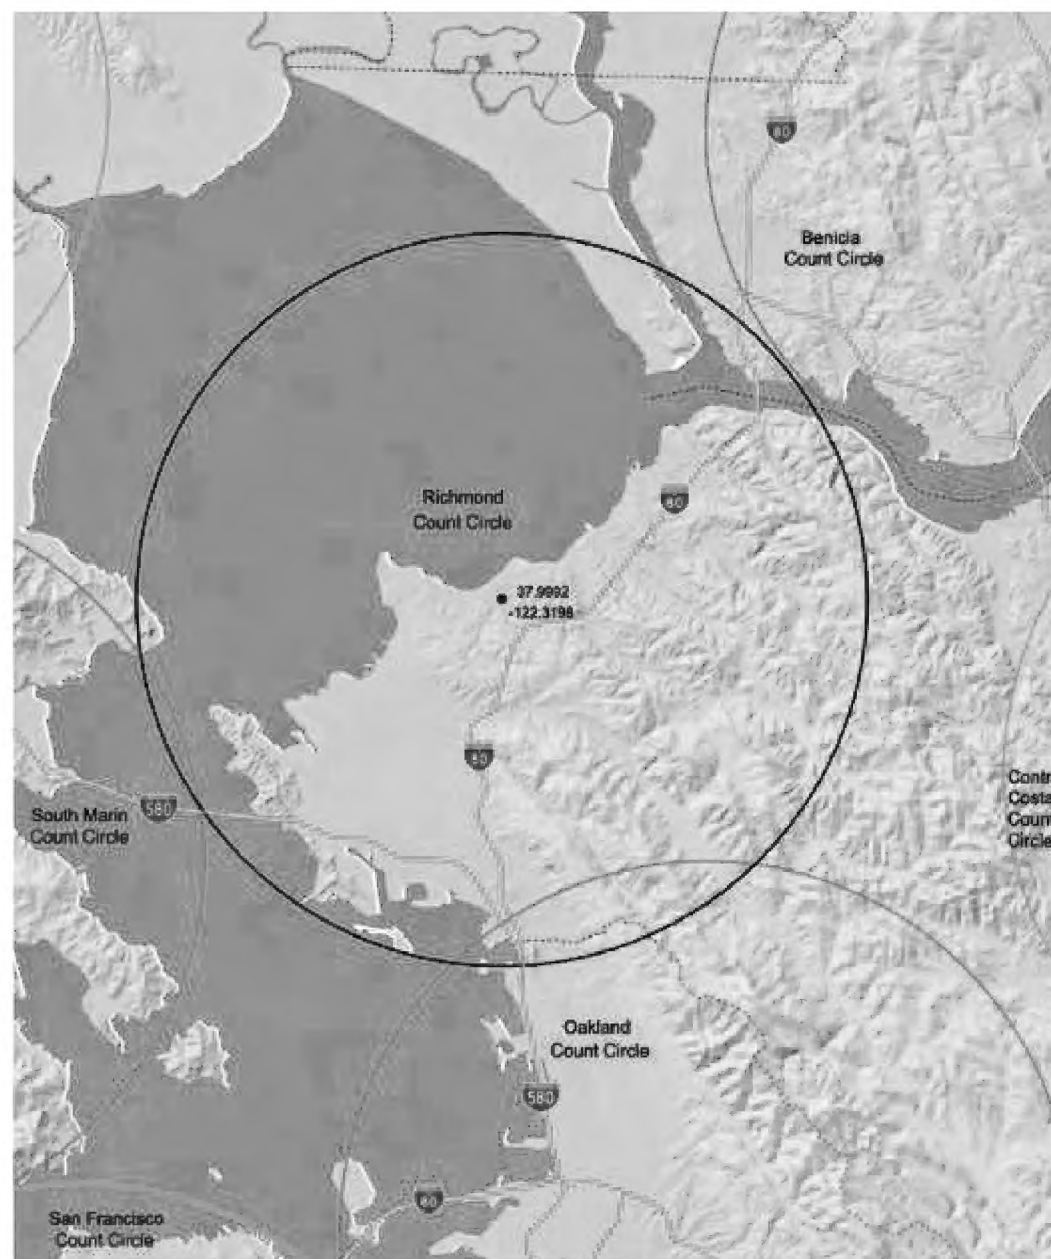 80
Benicia
Count Circle
Richmond
Count Circle
80
37.9992
-122.3198
80
580
South Marin
Count Circle
Contr
Costa
Coun
Circle
Oakland
Count Circle
580
80
San Francisco
Count Circle